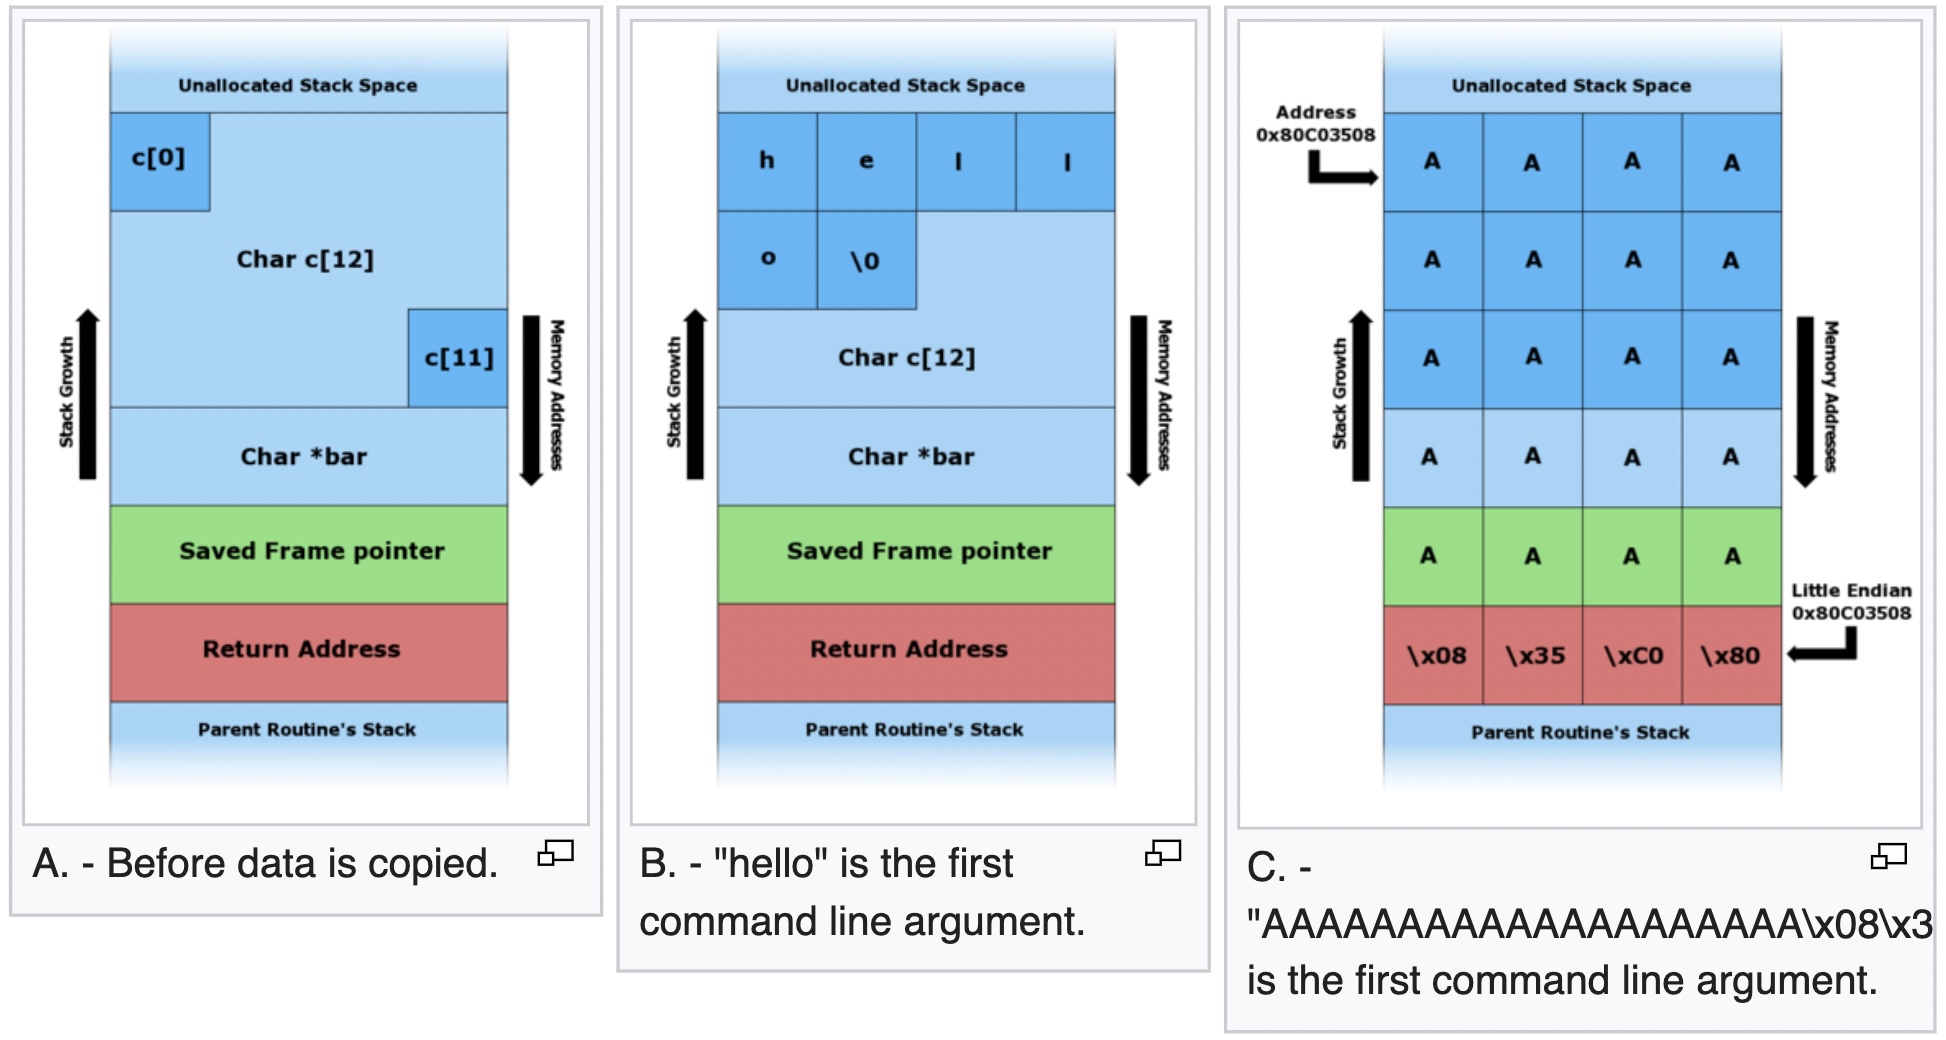 Unallocated Stack Space
c[0]
Char c[12]
c[11]
Stack Growth
Memory Addresses
Char *bar
Saved Frame pointer
Return Address
Parent Routine's Stack
A. - Before data is copied.
Unallocated Stack Space
h e l l
o \0
Char c[12]
Stack Growth
Memory Addresses
Char *bar
Saved Frame pointer
Return Address
Parent Routine's Stack
B. - "hello" is the first
command line argument.
Unallocated Stack Space
Address
0x80C03508
A A A A
A A A A
A A A A
Stack Growth
Memory Addresses
A A A A
A A A A
Little Endian
0x80C03508
\x08 \x35 \xC0 \x80
Parent Routine's Stack
C. -
"AAAAAAAAAAAAAAAAAAAA\x08\x3
is the first command line argument.